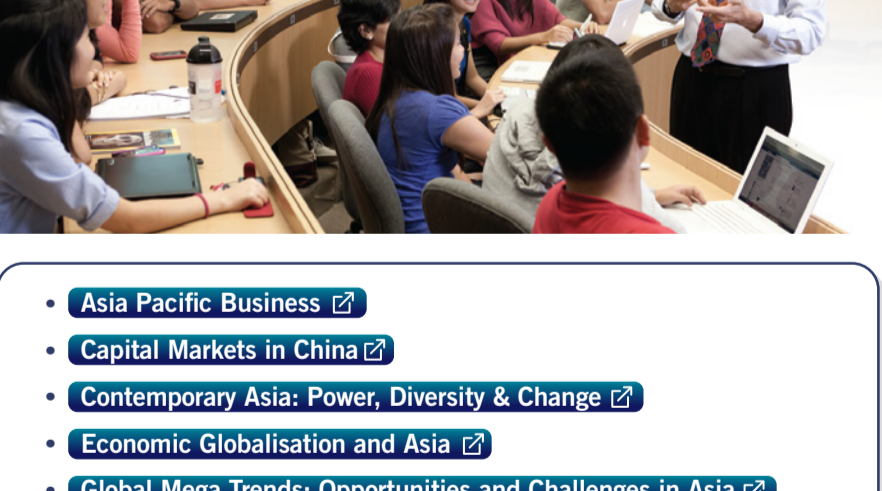 Asia Pacific Business
Capital Markets in China
Contemporary Asia: Power, Diversity & Change
Economic Globalisation and Asia
Global Mega Trends: Opportunities and Challenges in Asia